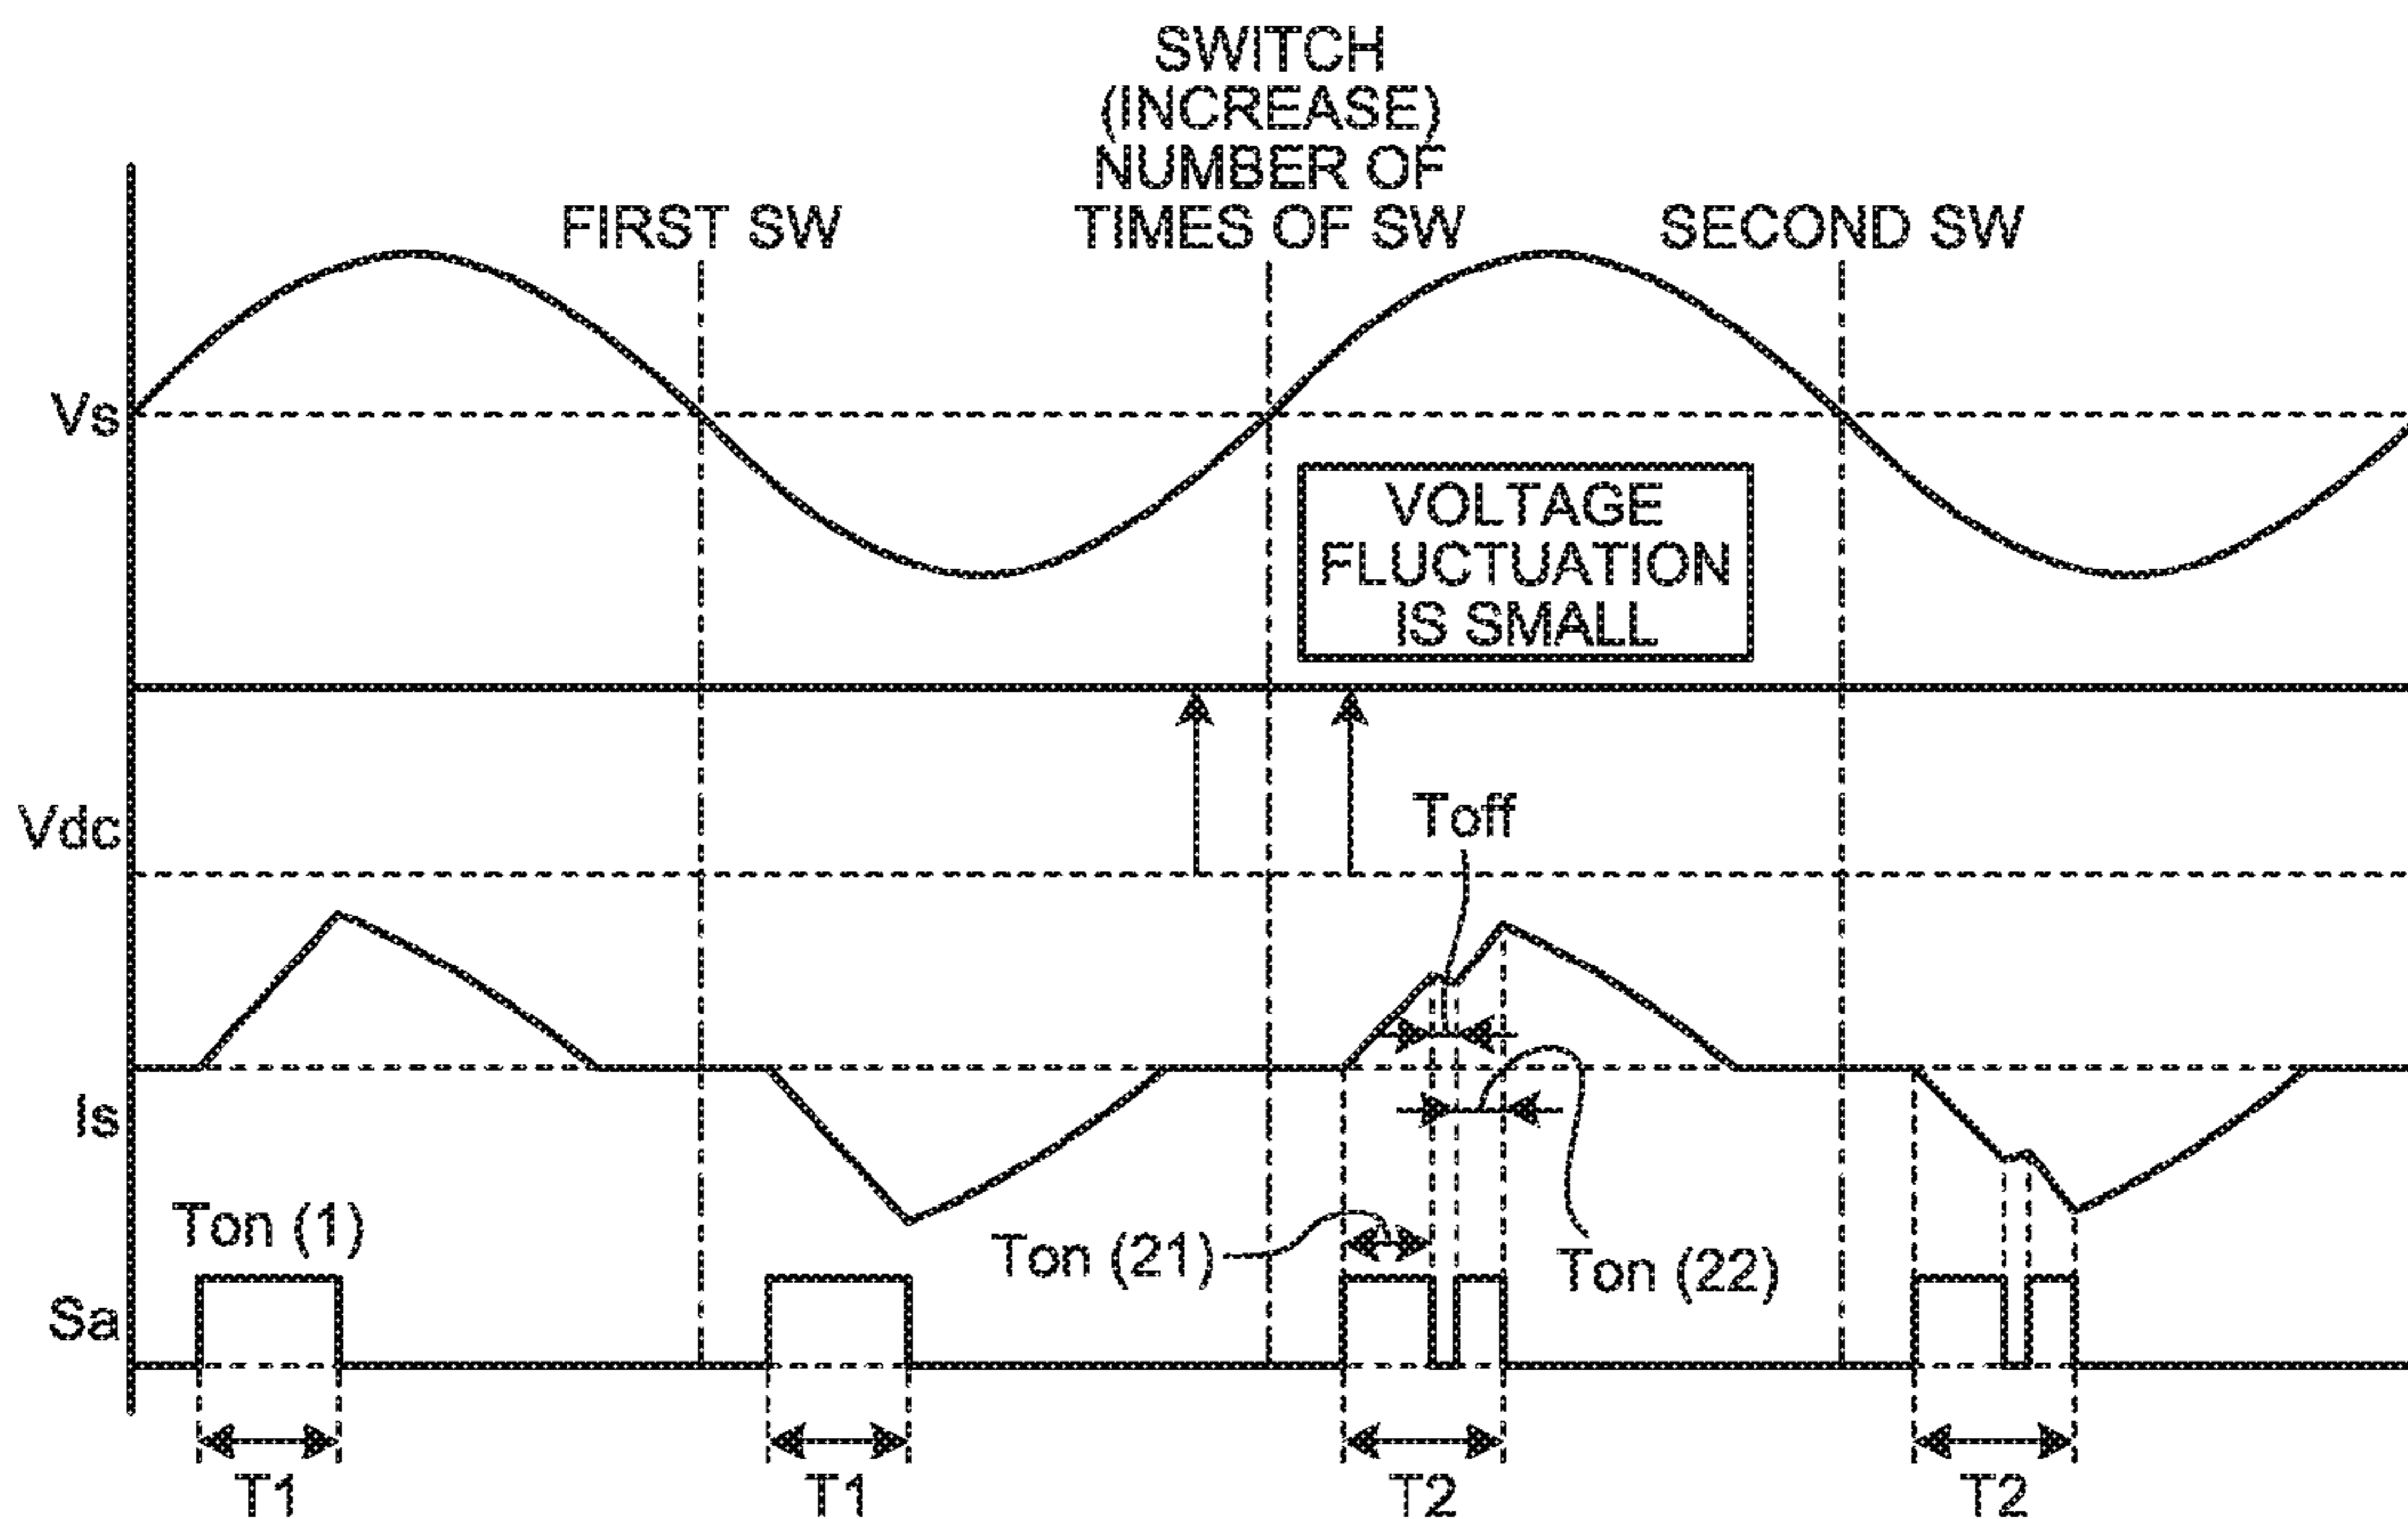 SWITCH
(INCREASE)
NUMBER OF
TIMES OF SW
FIRST SW
SECOND SW
Vs
VOLTAGE
FLUCTUATION
IS SMALL
Vdc
Toff
Is
Ton (1)
Ton (21)
Ton (22)
Sa
T1
T1
T2
T2